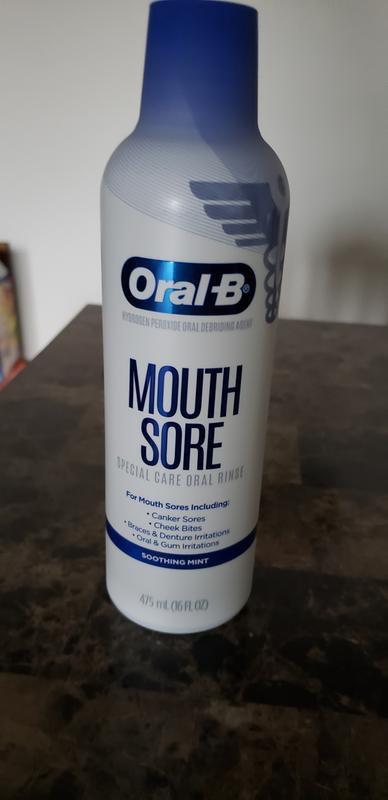 Oral-B®
HYDROGEN PEROXIDE ORAL DEBRIDING AGENT
MOUTH
SORE
SPECIAL CARE ORAL RINSE
For Mouth Sores Including:
• Canker Sores
• Cheek Bites
• Braces & Denture Irritations
• Oral & Gum Irritations
SOOTHING MINT
475 mL (16 FL OZ)